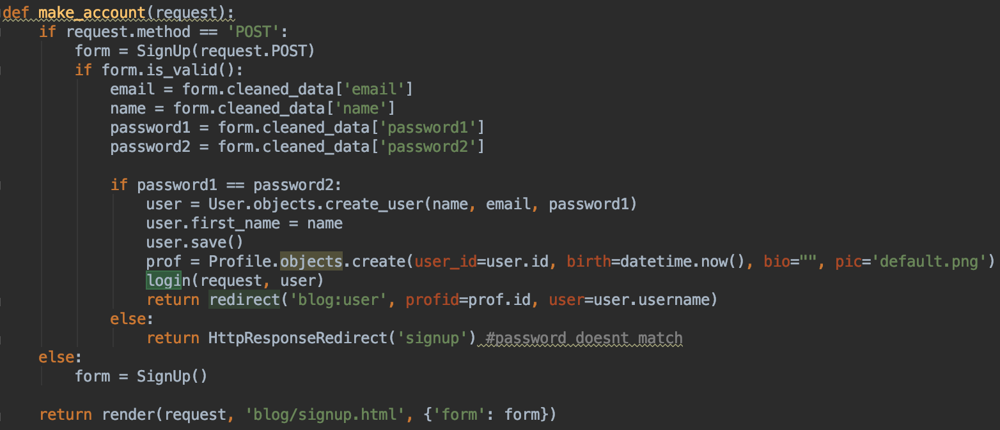 def make_account(request):
    if request.method == 'POST':
        form = SignUp(request.POST)
        if form.is_valid():
            email = form.cleaned_data['email']
            name = form.cleaned_data['name']
            password1 = form.cleaned_data['password1']
            password2 = form.cleaned_data['password2']

            if password1 == password2:
                user = User.objects.create_user(name, email, password1)
                user.first_name = name
                user.save()
                prof = Profile.objects.create(user_id=user.id, birth=datetime.now(), bio="", pic='default.png')
                login(request, user)
                return redirect('blog:user', profid=prof.id, user=user.username)
            else:
                return HttpResponseRedirect('signup') #password doesnt match
    else:
        form = SignUp()

    return render(request, 'blog/signup.html', {'form': form})